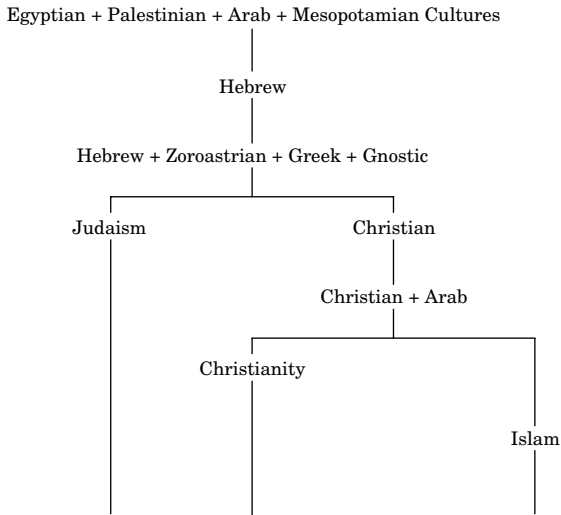 Egyptian + Palestinian + Arab + Mesopotamian Cultures
Hebrew
Hebrew + Zoroastrian + Greek + Gnostic
Judaism
Christian
Christian + Arab
Christianity
Islam